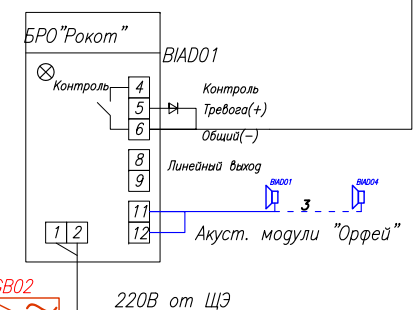 БРО"Рокот"
BIAD01
Контроль
4
Контроль
5
Тревога(+)
6
Общий(-)
8
Линейный выход
9
BIAD01
BIAD04
11
3
12
Акуст. модули "Орфей"
1 2
220В от ЩЭ